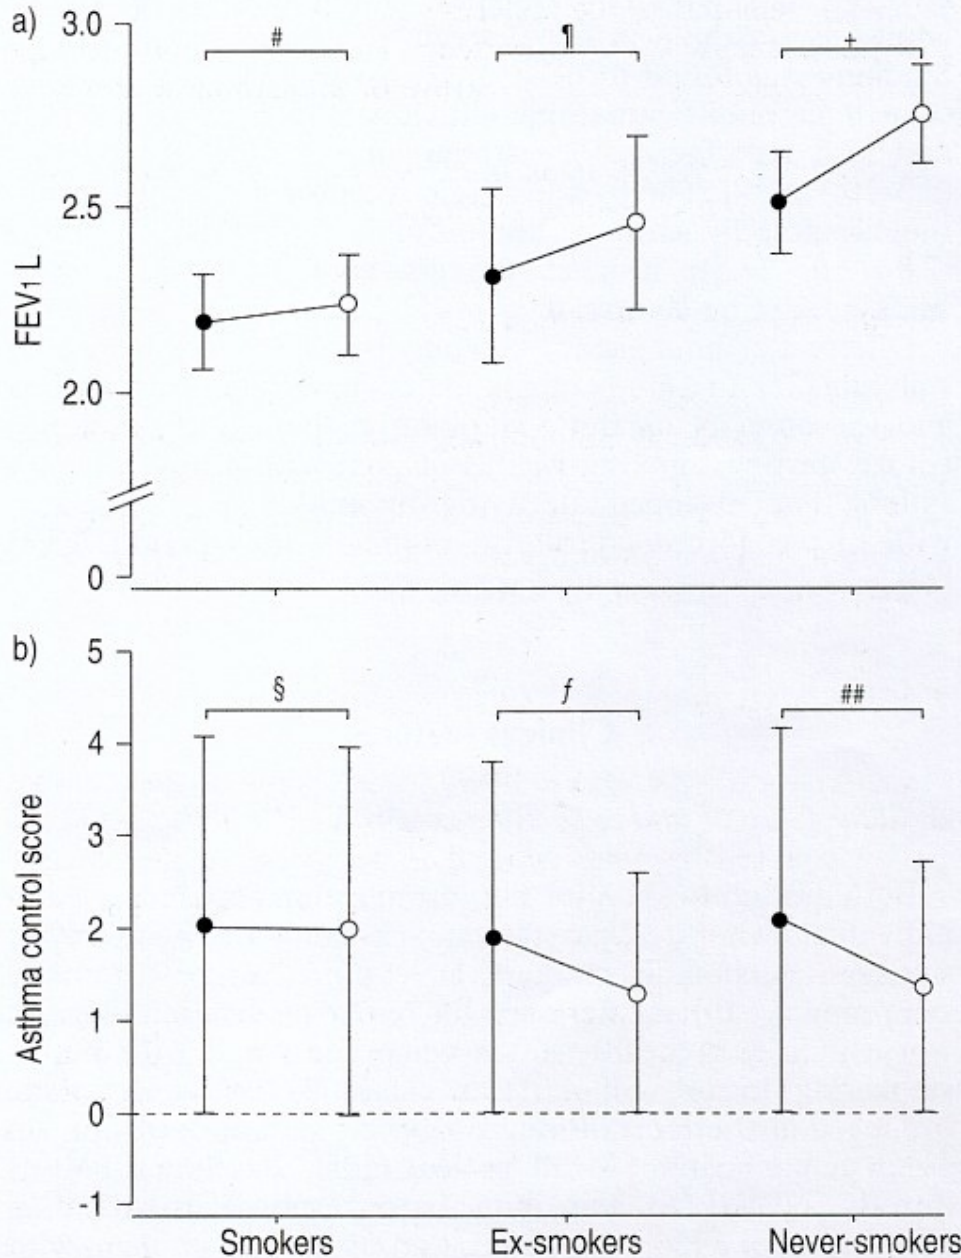 a)
3.0
2.5
2.0
0
FEV1 L
#
¶
+
b)
5
4
3
2
1
0
-1
Asthma control score
§
ƒ
##
Smokers
Ex-smokers
Never-smokers